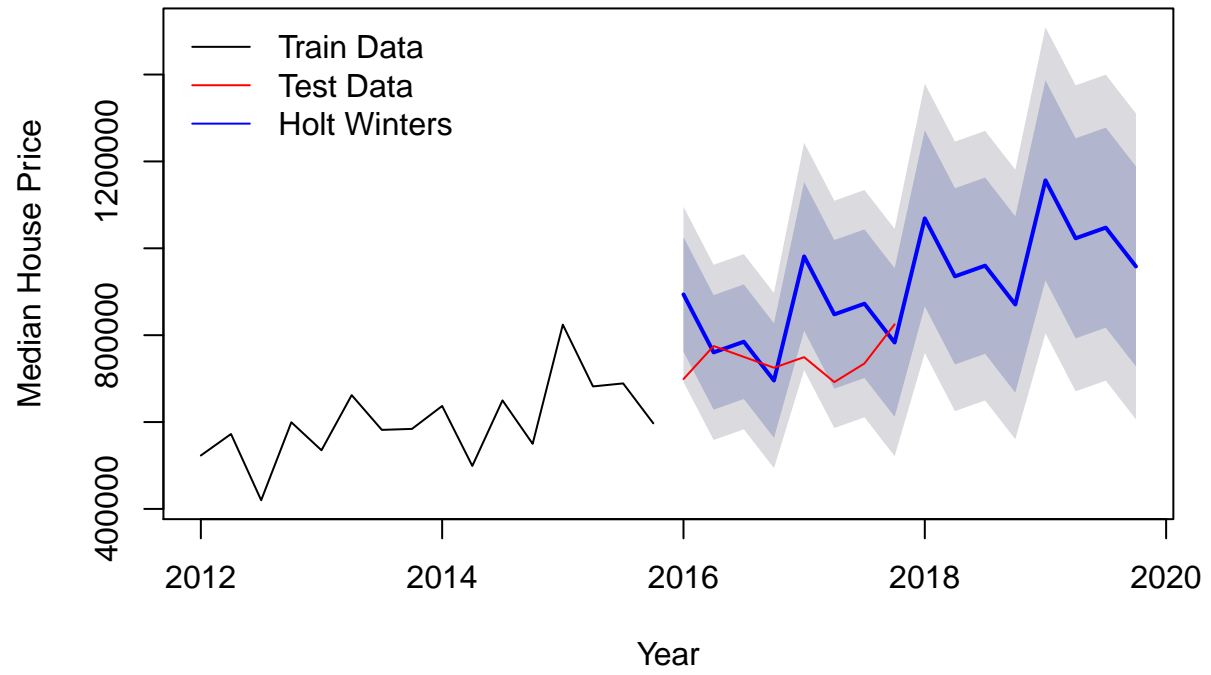 Train Data
Test Data
Holt Winters
Median House Price
400000
800000
1200000
2012
2014
2016
2018
2020
Year